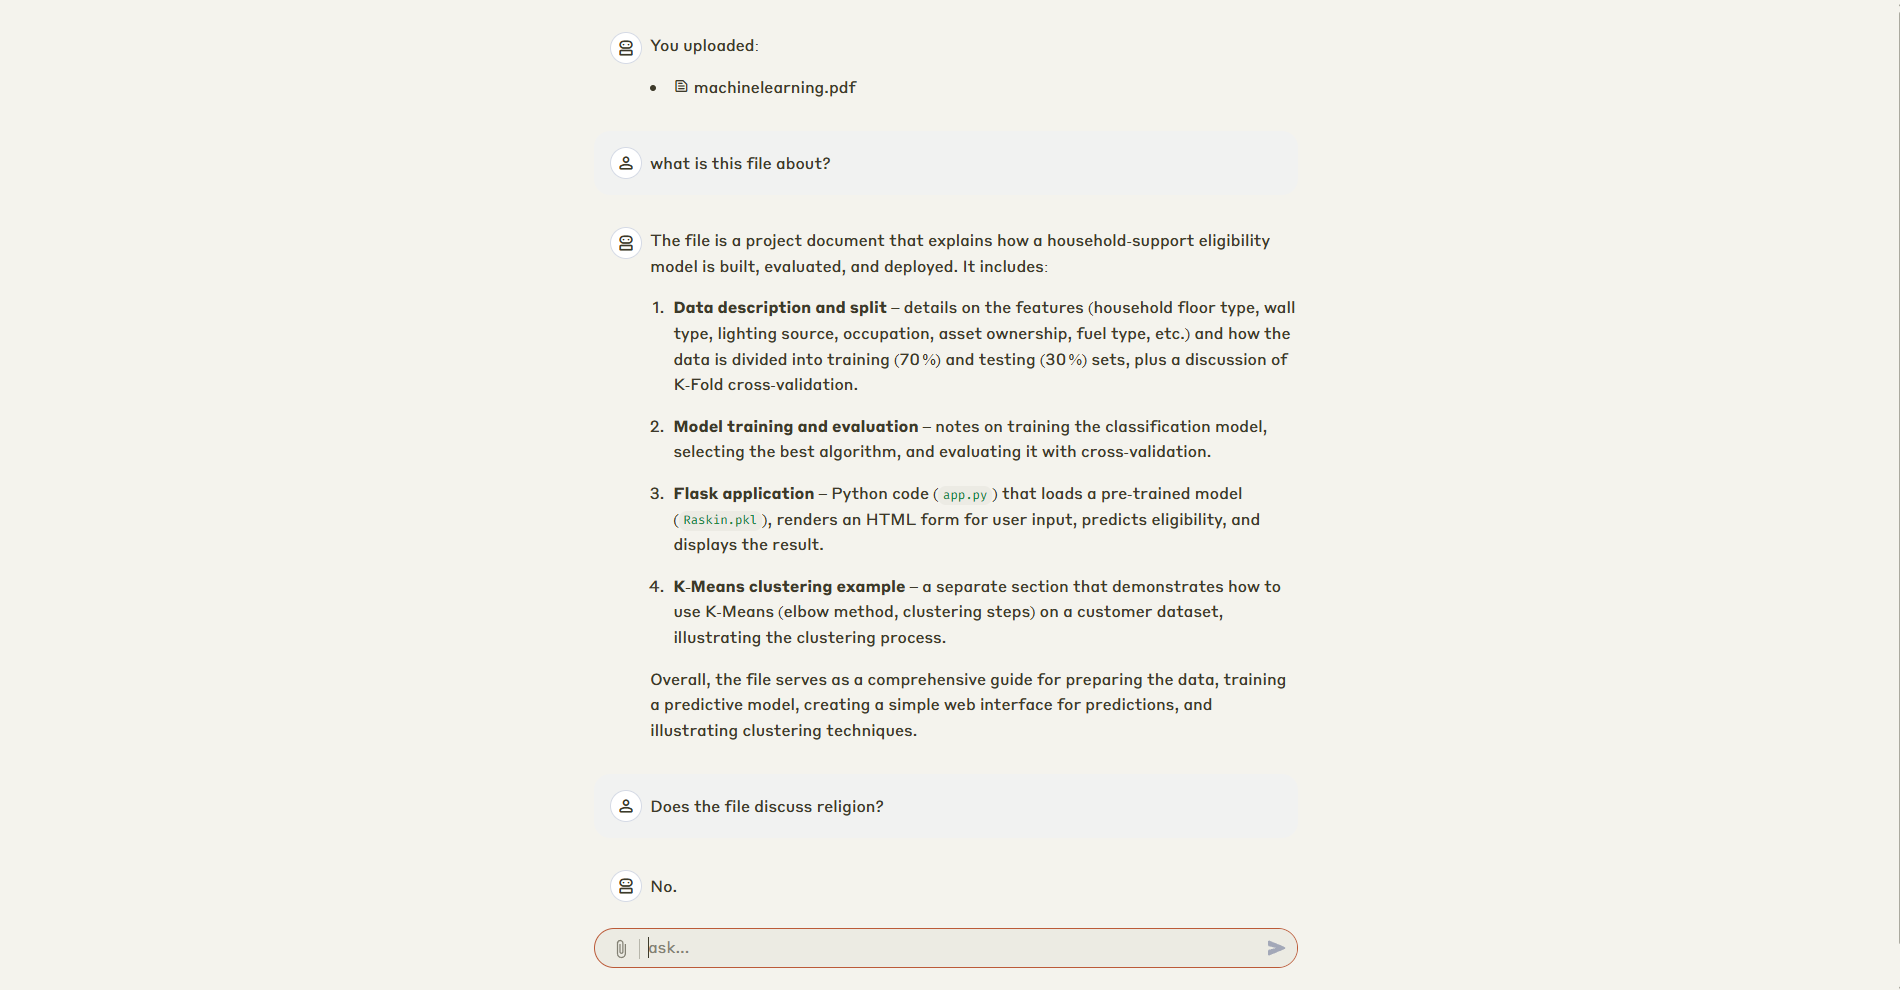 You uploaded:
• machinelearning.pdf
what is this file about?
The file is a project document that explains how a household-support eligibility
model is built, evaluated, and deployed. It includes:
1. Data description and split – details on the features (household floor type, wall
type, lighting source, occupation, asset ownership, fuel type, etc.) and how the
data is divided into training (70 %) and testing (30 %) sets, plus a discussion of
K-Fold cross-validation.
2. Model training and evaluation – notes on training the classification model,
selecting the best algorithm, and evaluating it with cross-validation.
3. Flask application – Python code ( app.py ) that loads a pre-trained model
( Raskin.pkl ), renders an HTML form for user input, predicts eligibility, and
displays the result.
4. K-Means clustering example – a separate section that demonstrates how to
use K-Means (elbow method, clustering steps) on a customer dataset,
illustrating the clustering process.
Overall, the file serves as a comprehensive guide for preparing the data, training
a predictive model, creating a simple web interface for predictions, and
illustrating clustering techniques.
Does the file discuss religion?
No.
ask...